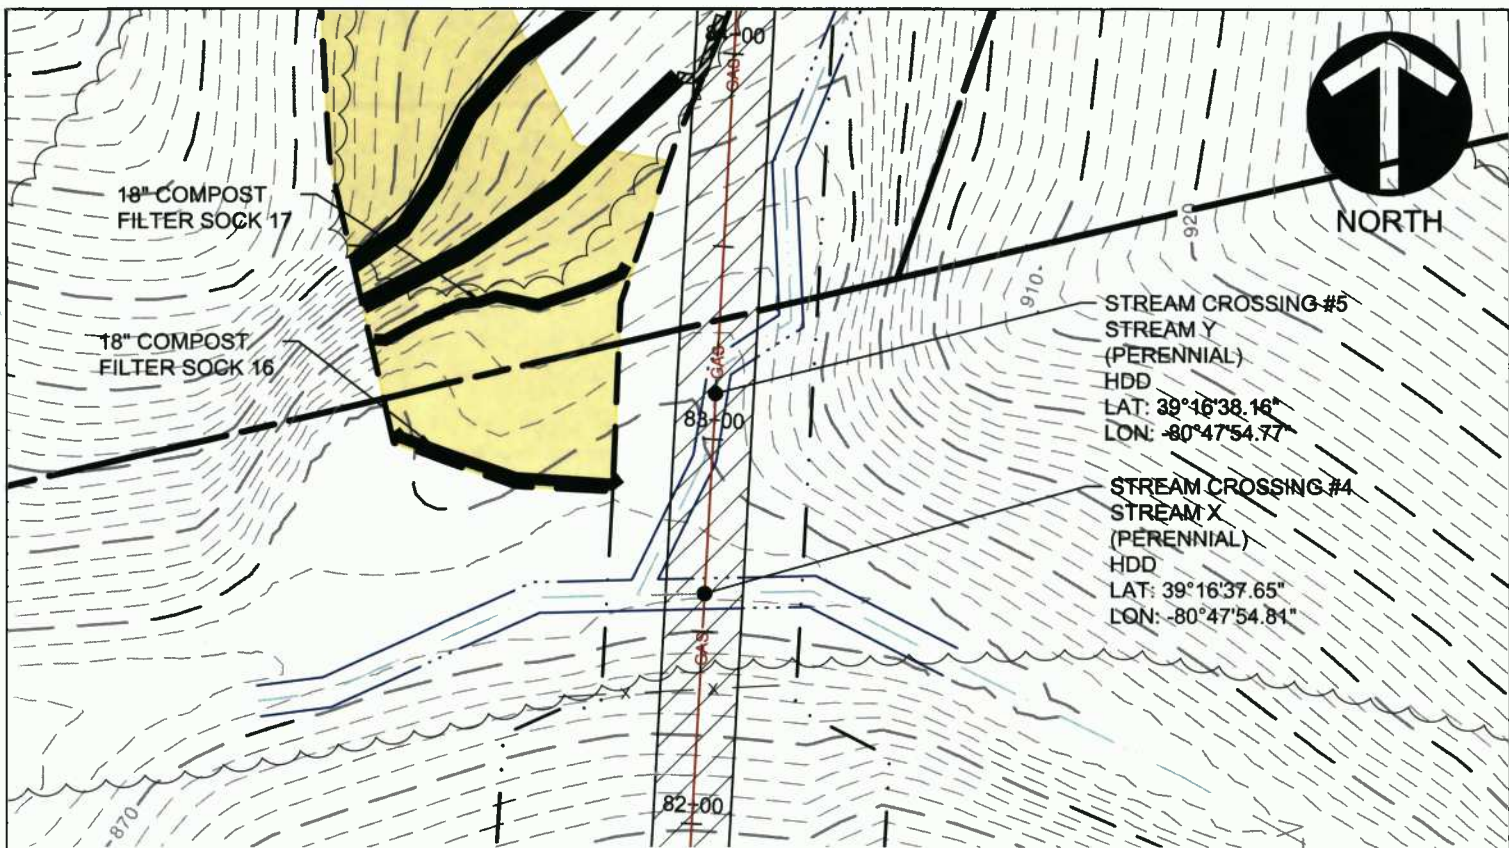 84+00
GAS
18" COMPOST
FILTER SOCK 17
NORTH
920
910
STREAM CROSSING #5
STREAM Y
(PERENNIAL)
HDD
LAT: 39°16'38.16"
LON: -80°47'54.77"
18" COMPOST
FILTER SOCK 16
GAS
83+00
STREAM CROSSING #4
STREAM X
(PERENNIAL)
HDD
LAT: 39°16'37.65"
LON: -80°47'54.81"
GAS
X
X
82+00
870